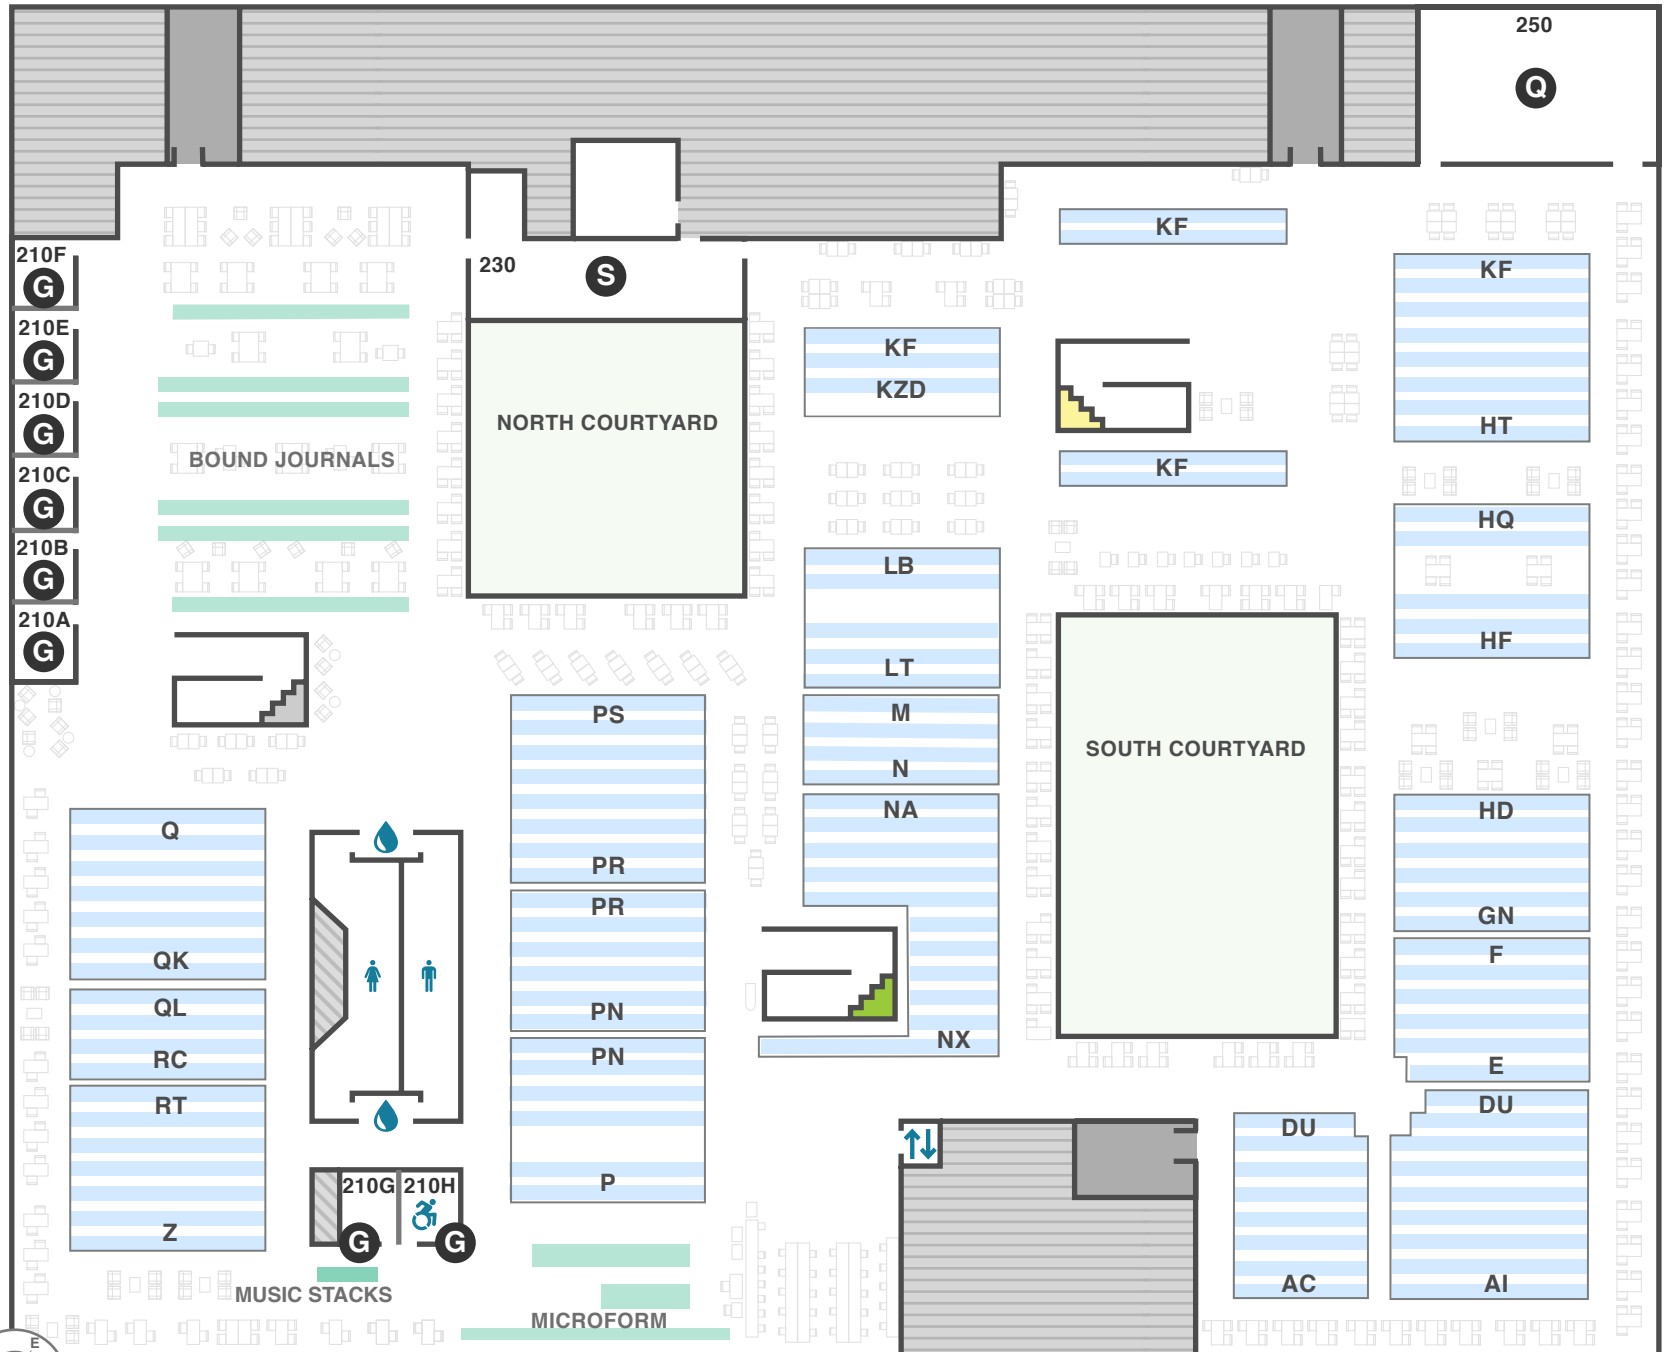 250
Q
KF
210F
G
230
S
KF
210E
G
KF
KZD
210D
G
NORTH COURTYARD
HT
BOUND JOURNALS
KF
210C
G
HQ
210B
G
LB
210A
G
HF
LT
PS
M
SOUTH COURTYARD
N
Q
NA
HD
PR
PR
GN
QK
F
QL
PN
NX
RC
PN
E
RT
DU
DU
P
210G
210H
Z
G
G
AC
AI
MUSIC STACKS
MICROFORM
E